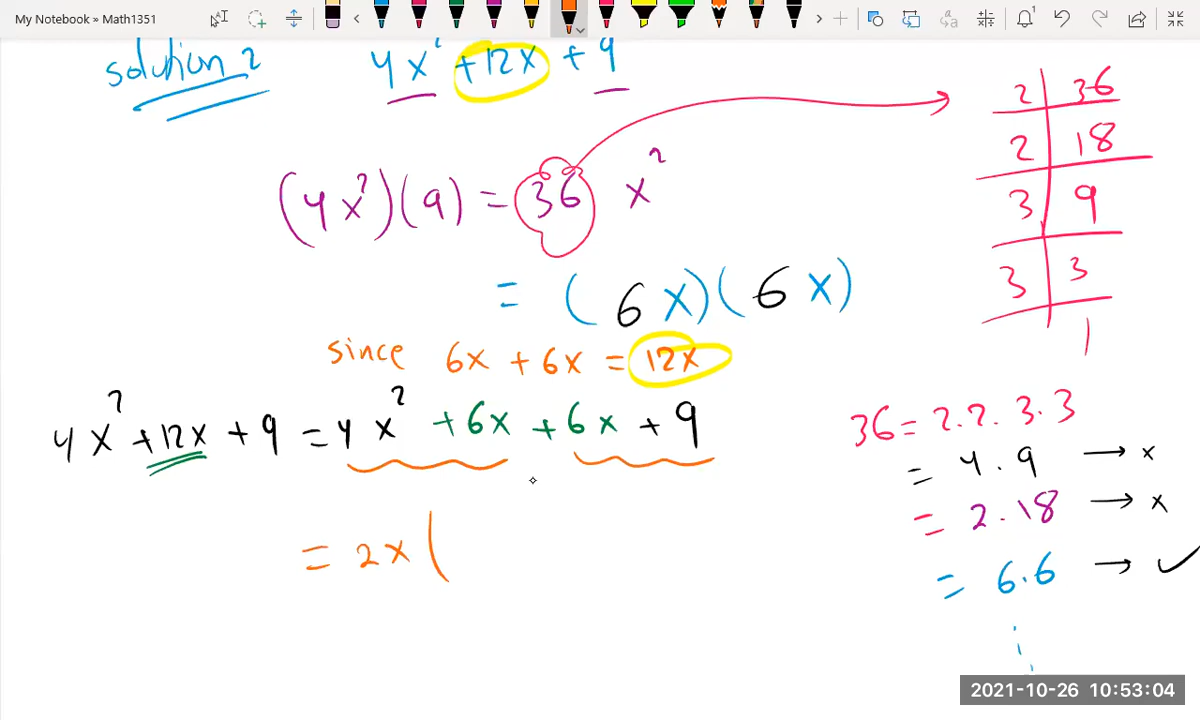 My Notebook » Math1351
solution 2 4x² +12x + 9
(4x²)(9) = 36 x²
= (6x)(6x)
since 6x + 6x = 12x
4x² +12x + 9 = 4x² +6x + 6x + 9
= 2x (
2 | 36
2 | 18
3 | 9
3 | 3
1
36 = 2.2.3.3
= 4.9 → x
= 2.18 → x
= 6.6 → ✓
⋮
2021-10-26 10:53:04